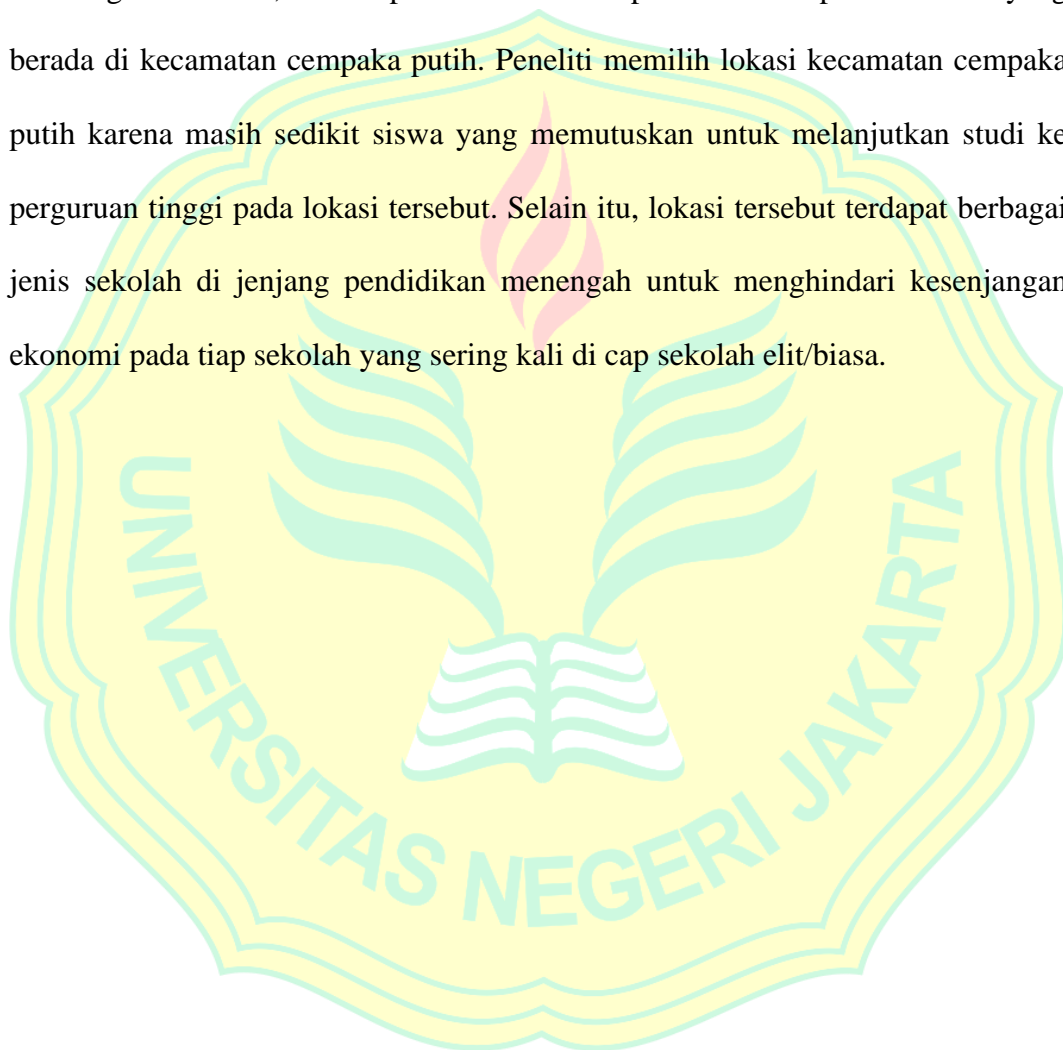 berada di kecamatan cempaka putih. Peneliti memilih lokasi kecamatan cempaka
putih karena masih sedikit siswa yang memutuskan untuk melanjutkan studi ke
perguruan tinggi pada lokasi tersebut. Selain itu, lokasi tersebut terdapat berbagai
jenis sekolah di jenjang pendidikan menengah untuk menghindari kesenjangan
ekonomi pada tiap sekolah yang sering kali di cap sekolah elit/biasa.
UNIVERSITAS NEGERI JAKARTA